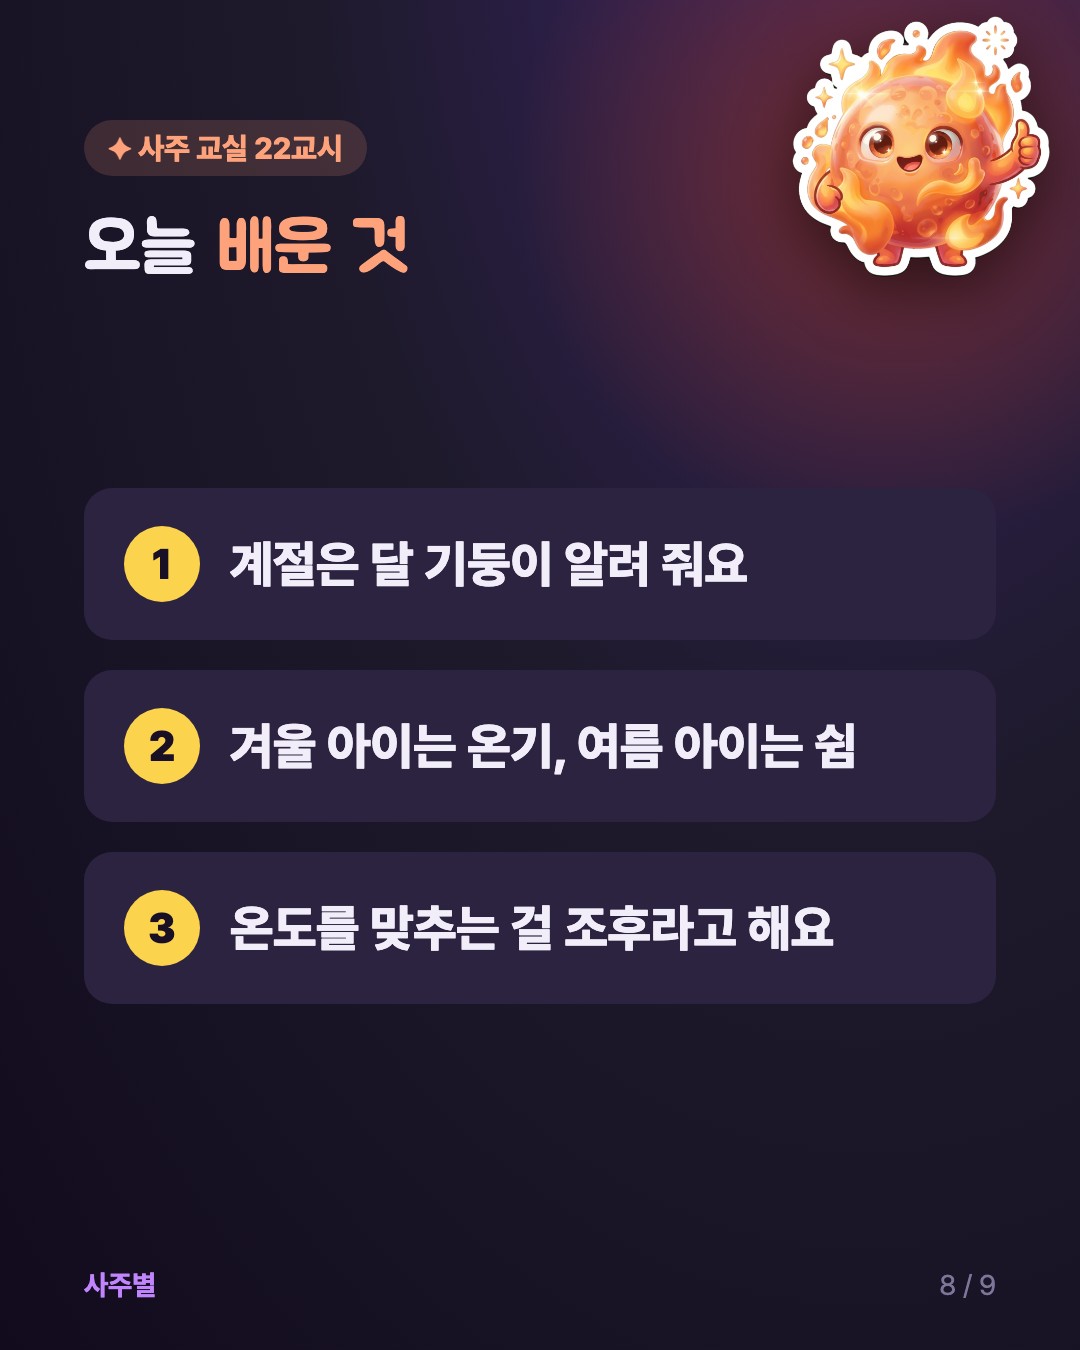 ✦ 사주 교실 22교시
오늘 배운 것
1 계절은 달 기둥이 알려 줘요
2 겨울 아이는 온기, 여름 아이는 쉼
3 온도를 맞추는 걸 조후라고 해요
사주별
8 / 9